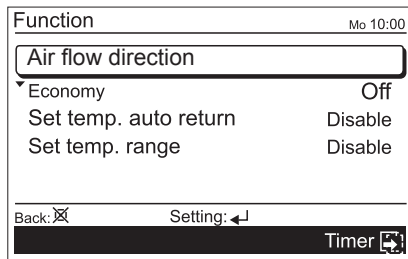 Function Mo 10:00
Air flow direction
Economy Off
Set temp. auto return Disable
Set temp. range Disable
Back: Setting:
Timer